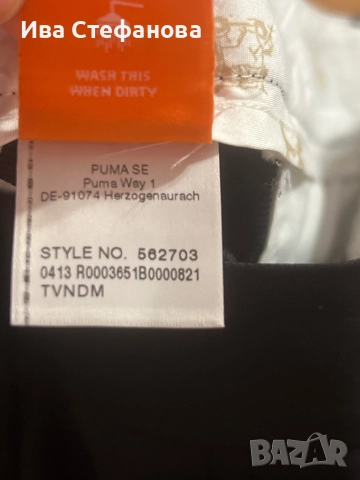 Ива Стефанова
WASH THIS
WHEN DIRTY
PUMA SE
Puma Way 1
DE-91074 Herzogenaurach
STYLE NO. 562703
0413 R0003651B0000821
TVNDM
BAZAR